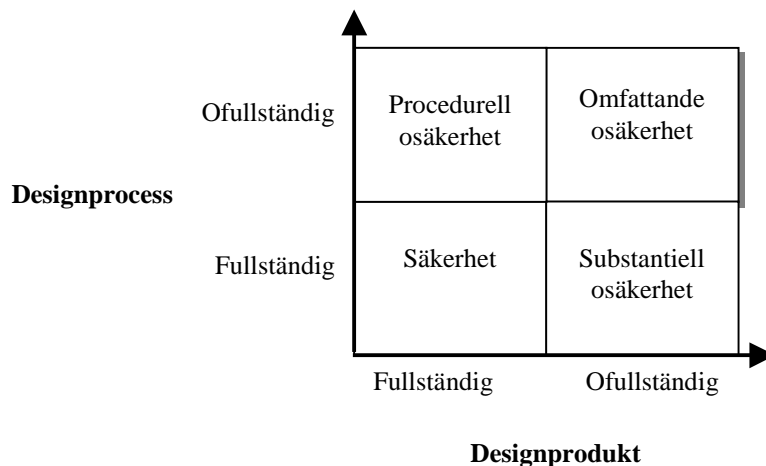 Ofullständig
Procedurell
osäkerhet
Omfattande
osäkerhet
Designprocess
Fullständig
Säkerhet
Substantiell
osäkerhet
Fullständig
Ofullständig
Designprodukt